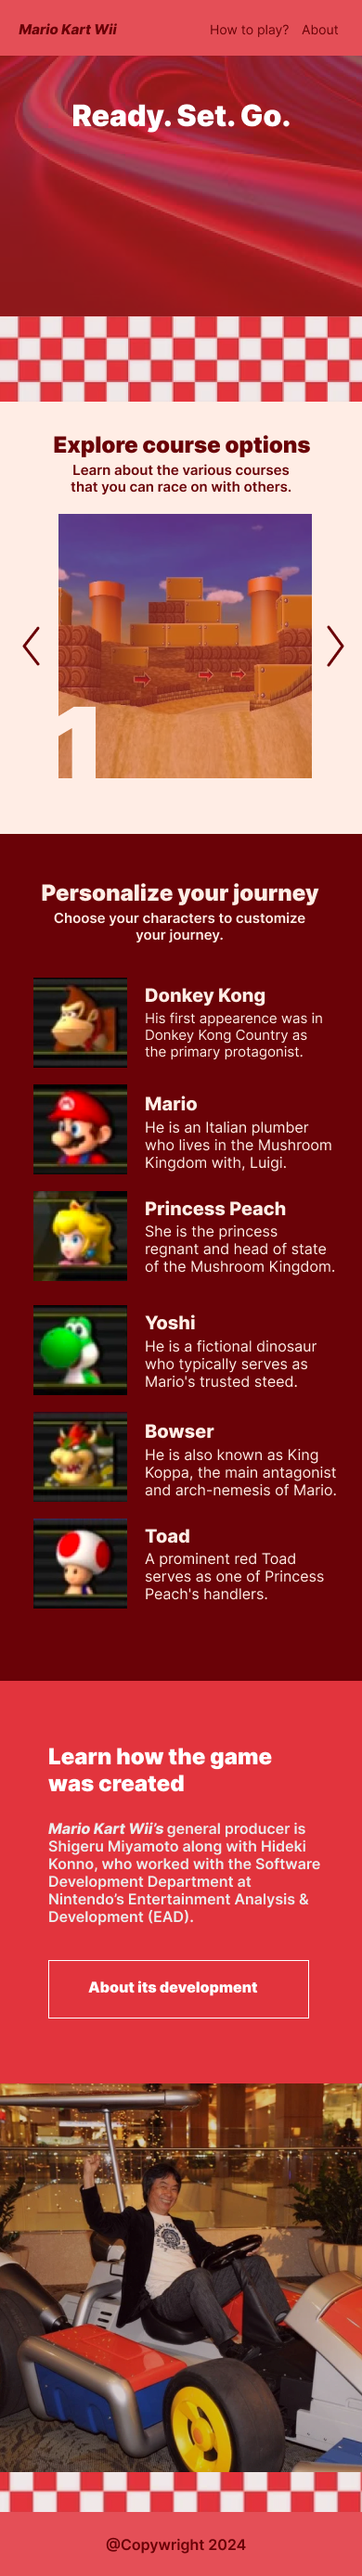 Mario Kart Wii How to play? About
Ready. Set. Go.
Explore course options
Learn about the various courses
that you can race on with others.
1
Personalize your journey
Choose your characters to customize
your journey.
Donkey Kong
His first appearence was in
Donkey Kong Country as
the primary protagonist.
Mario
He is an Italian plumber
who lives in the Mushroom
Kingdom with, Luigi.
Princess Peach
She is the princess
regnant and head of state
of the Mushroom Kingdom.
Yoshi
He is a fictional dinosaur
who typically serves as
Mario's trusted steed.
Bowser
He is also known as King
Koppa, the main antagonist
and arch-nemesis of Mario.
Toad
A prominent red Toad
serves as one of Princess
Peach's handlers.
Learn how the game
was created
Mario Kart Wii’s general producer is
Shigeru Miyamoto along with Hideki
Konno, who worked with the Software
Development Department at
Nintendo’s Entertainment Analysis &
Development (EAD).
About its development
@Copywright 2024